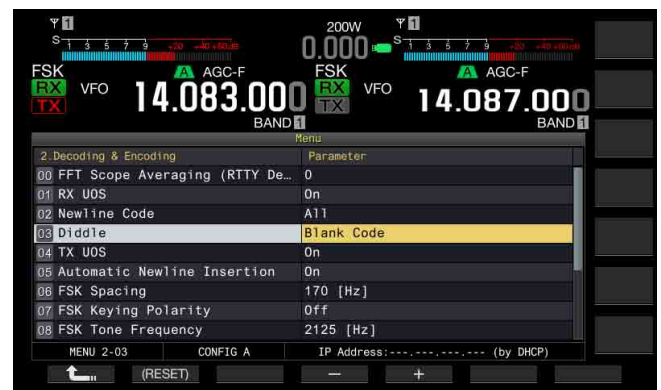 1 200W 1
S 1 3 5 7 9 +20 +40 +60dB 0.000 S 1 3 5 7 9 +20 +40 +60dB
FSK A AGC-F FSK A AGC-F
RX VFO 14.083.000 RX VFO 14.087.000
TX TX
BAND 1 BAND 1
Menu
2.Decoding & Encoding Parameter
00 FFT Scope Averaging (RTTY De… 0
01 RX UOS On
02 Newline Code All
03 Diddle Blank Code
04 TX UOS On
05 Automatic Newline Insertion On
06 FSK Spacing 170 [Hz]
07 FSK Keying Polarity Off
08 FSK Tone Frequency 2125 [Hz]
MENU 2-03 CONFIG A IP Address:---.---.---.--- (by DHCP)
(RESET) − +